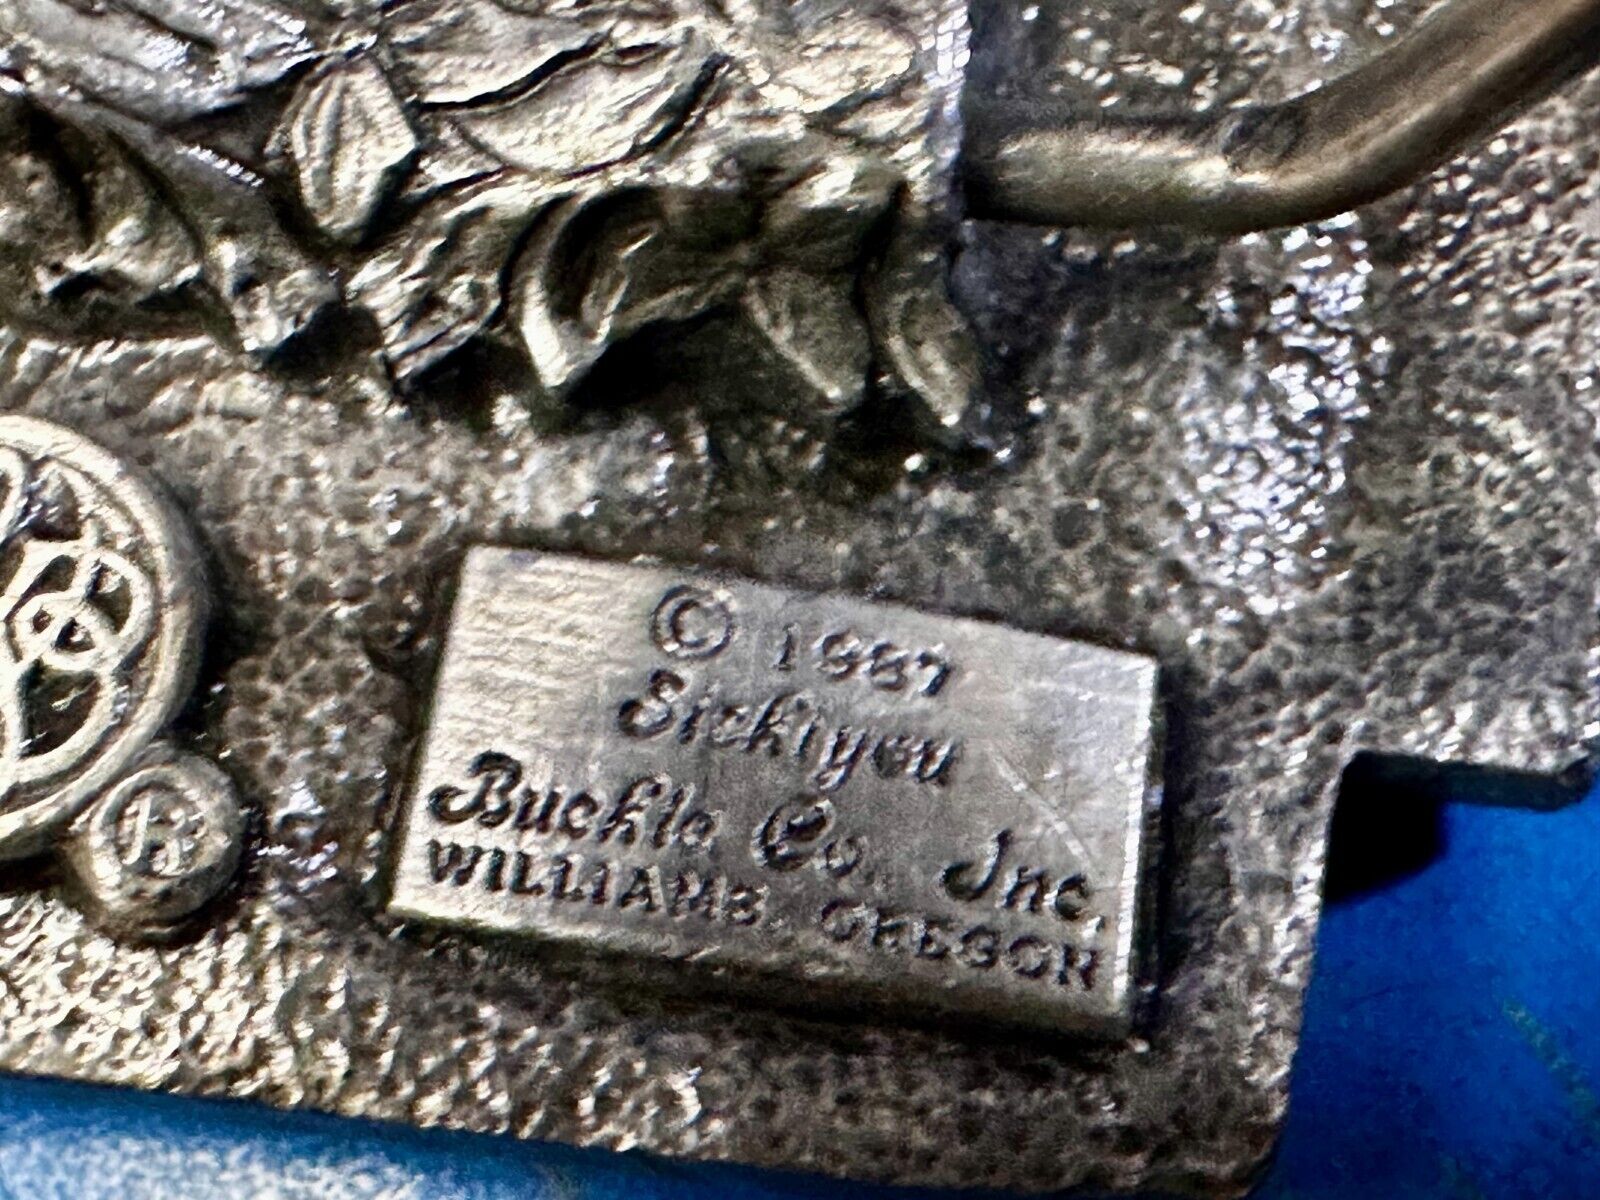 © 1987
Siskiyou
Buckle Co. Inc,
WILLIAMS, OREGON